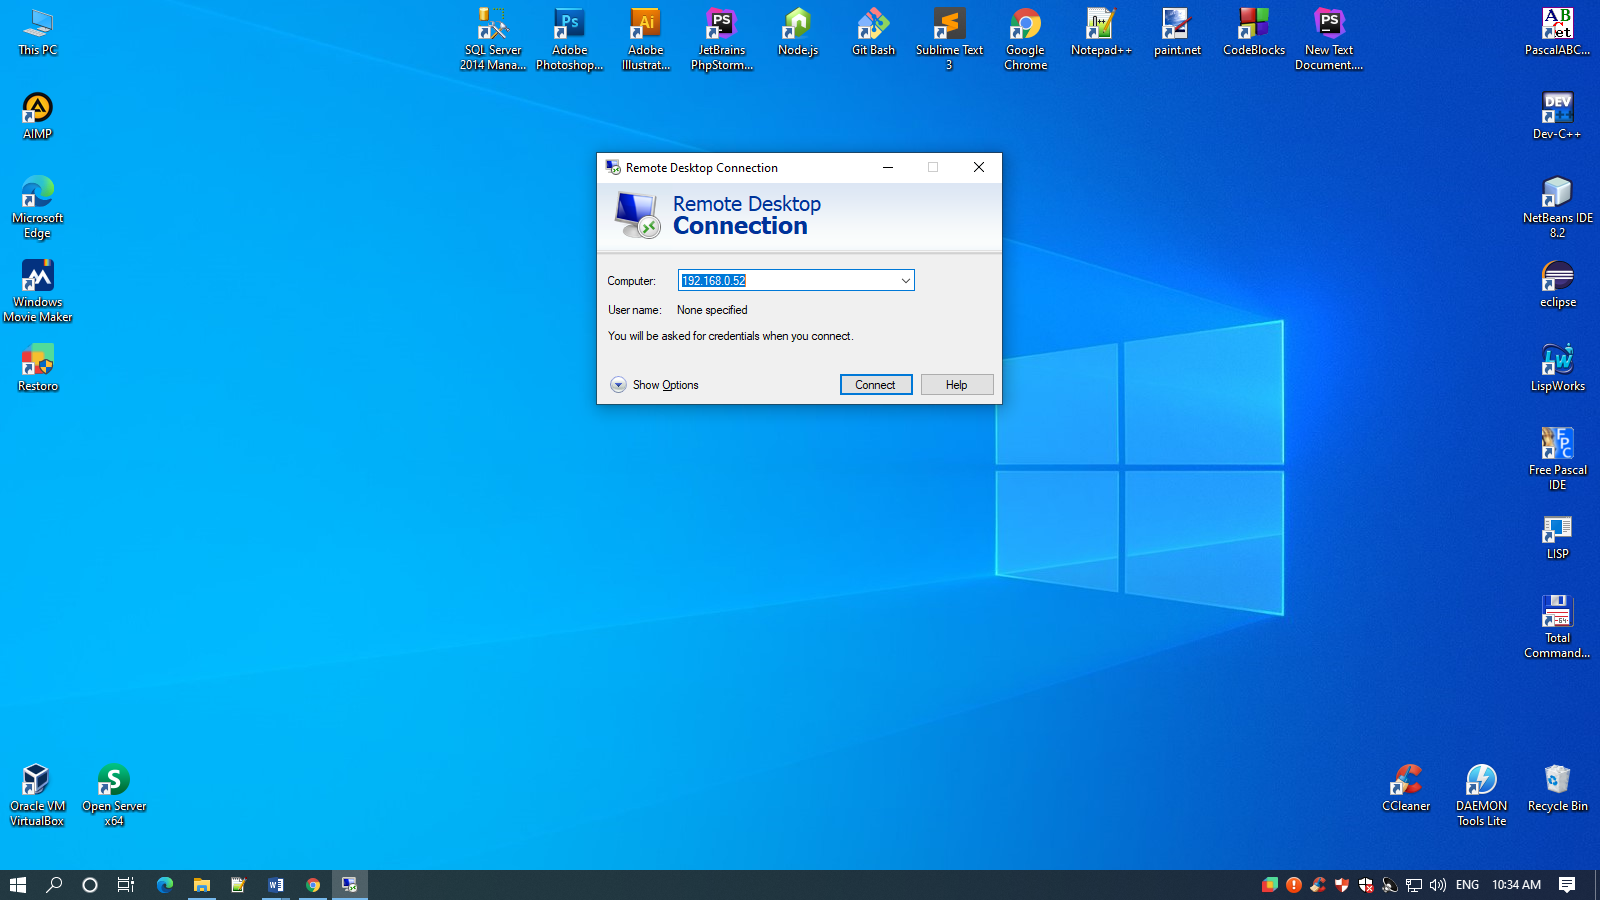 This PC
SQL Server
2014 Mana...
Adobe
Photoshop...
Adobe
Illustrat...
JetBrains
PhpStorm...
Node.js
Git Bash
Sublime Text
3
Google
Chrome
Notepad++
paint.net
CodeBlocks
New Text
Document....
PascalABC...
AIMP
Dev-C++
Microsoft
Edge
NetBeans IDE
8.2
Windows
Movie Maker
eclipse
Restoro
LispWorks
Free Pascal
IDE
LISP
Total
Command...
Remote Desktop Connection
Remote Desktop
Connection
Computer: 192.168.0.52
User name: None specified
You will be asked for credentials when you connect.
Show Options
Connect
Help
Oracle VM
VirtualBox
Open Server
x64
CCleaner
DAEMON
Tools Lite
Recycle Bin
ENG
10:34 AM